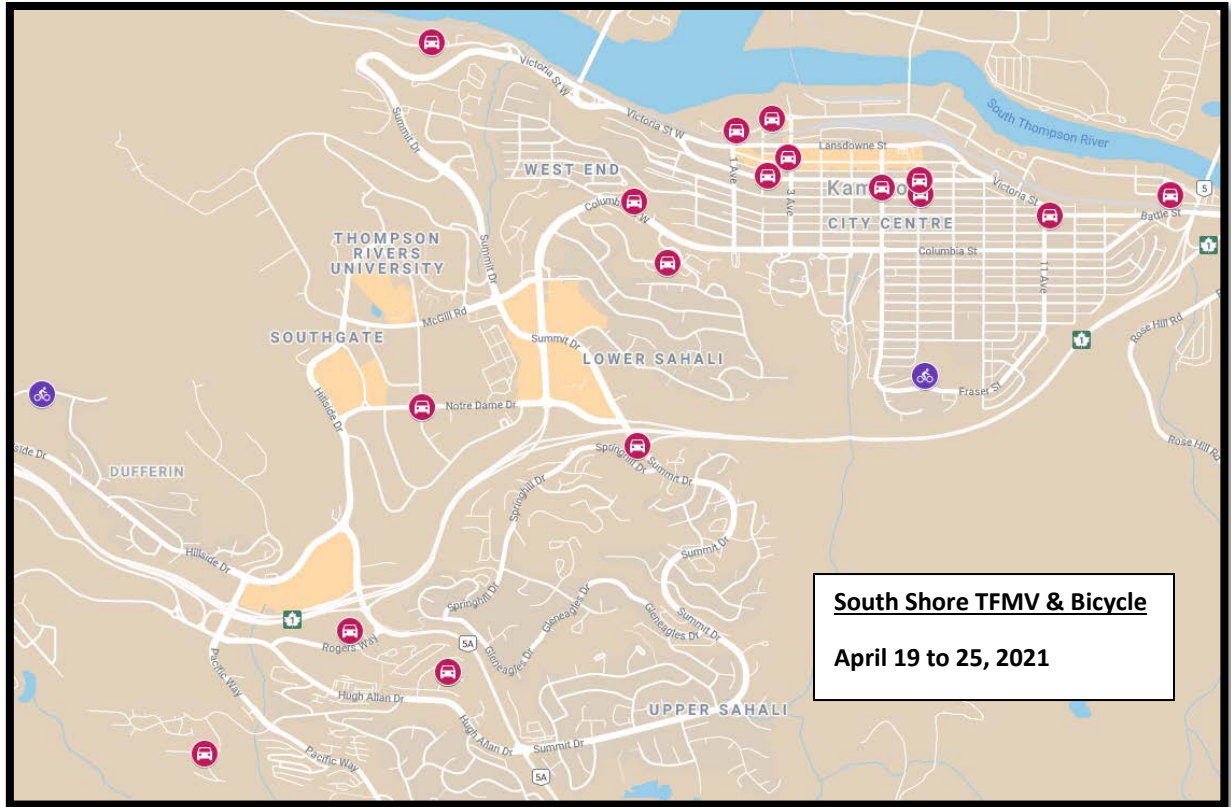 Victoria St W
Summit Dr
Victoria St W
South Thompson River
Lansdowne St
WEST END
1 Ave
3 Ave
Victoria St
5
Columbia St W
CITY CENTRE
Battle St
THOMPSON
RIVERS
UNIVERSITY
Summit Dr
Columbia St
1
11 Ave
McGill Rd
SOUTHGATE
Summit Dr
LOWER SAHALI
1
Rose Hill Rd
Hillside Dr
Notre Dame Dr
Fraser St
Springhill Dr
Summit Dr
Rose Hill Rd
DUFFERIN
Springhill Dr
Hillside Dr
Summit Dr
Springhill Dr
Gleneagles Dr
Gleneagles Dr
Summit Dr
1
Rogers Way
5A
Gleneagles Dr
Pacific Way
Hugh Allan Dr
UPPER SAHALI
Hugh Allan Dr
Summit Dr
Pacific Way
5A
South Shore TFMV & Bicycle
April 19 to 25, 2021